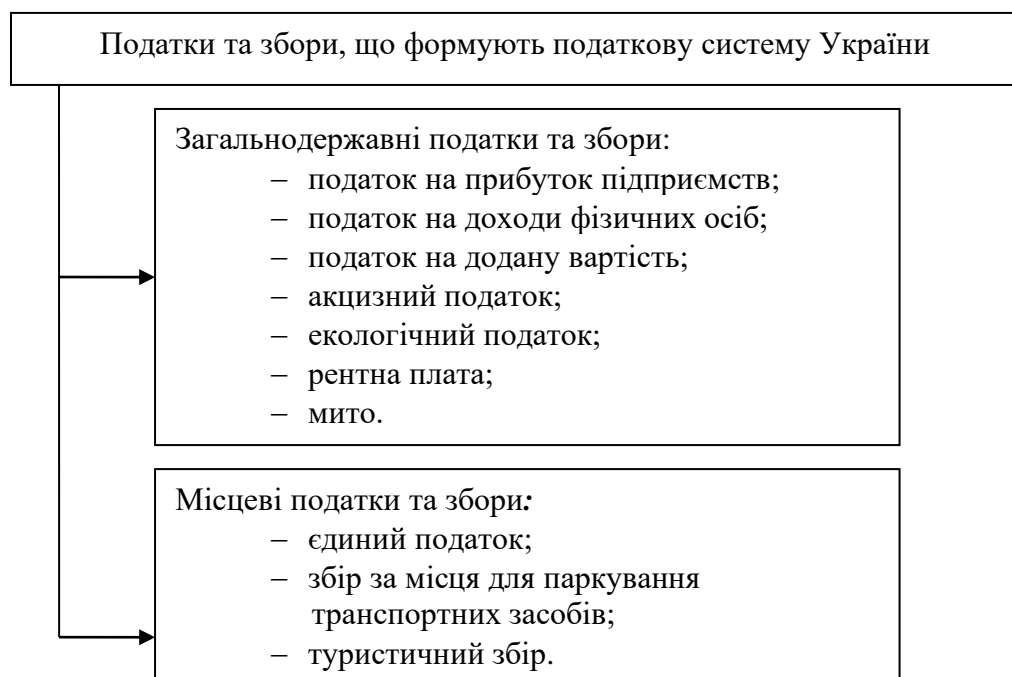 Податки та збори, що формують податкову систему України
Загальнодержавні податки та збори:
– податок на прибуток підприємств;
– податок на доходи фізичних осіб;
– податок на додану вартість;
– акцизний податок;
– екологічний податок;
– рентна плата;
– мито.
Місцеві податки та збори:
– єдиний податок;
– збір за місця для паркування
транспортних засобів;
– туристичний збір.